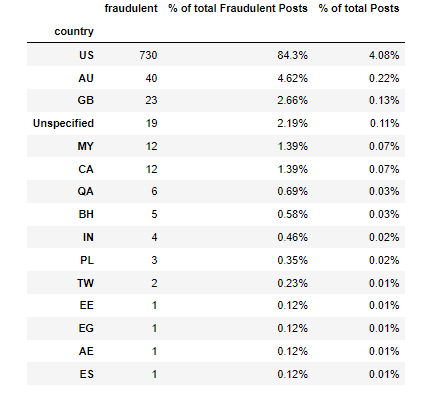 fraudulent % of total Fraudulent Posts % of total Posts
country
US 730 84.3% 4.08%
AU 40 4.62% 0.22%
GB 23 2.66% 0.13%
Unspecified 19 2.19% 0.11%
MY 12 1.39% 0.07%
CA 12 1.39% 0.07%
QA 6 0.69% 0.03%
BH 5 0.58% 0.03%
IN 4 0.46% 0.02%
PL 3 0.35% 0.02%
TW 2 0.23% 0.01%
EE 1 0.12% 0.01%
EG 1 0.12% 0.01%
AE 1 0.12% 0.01%
ES 1 0.12% 0.01%